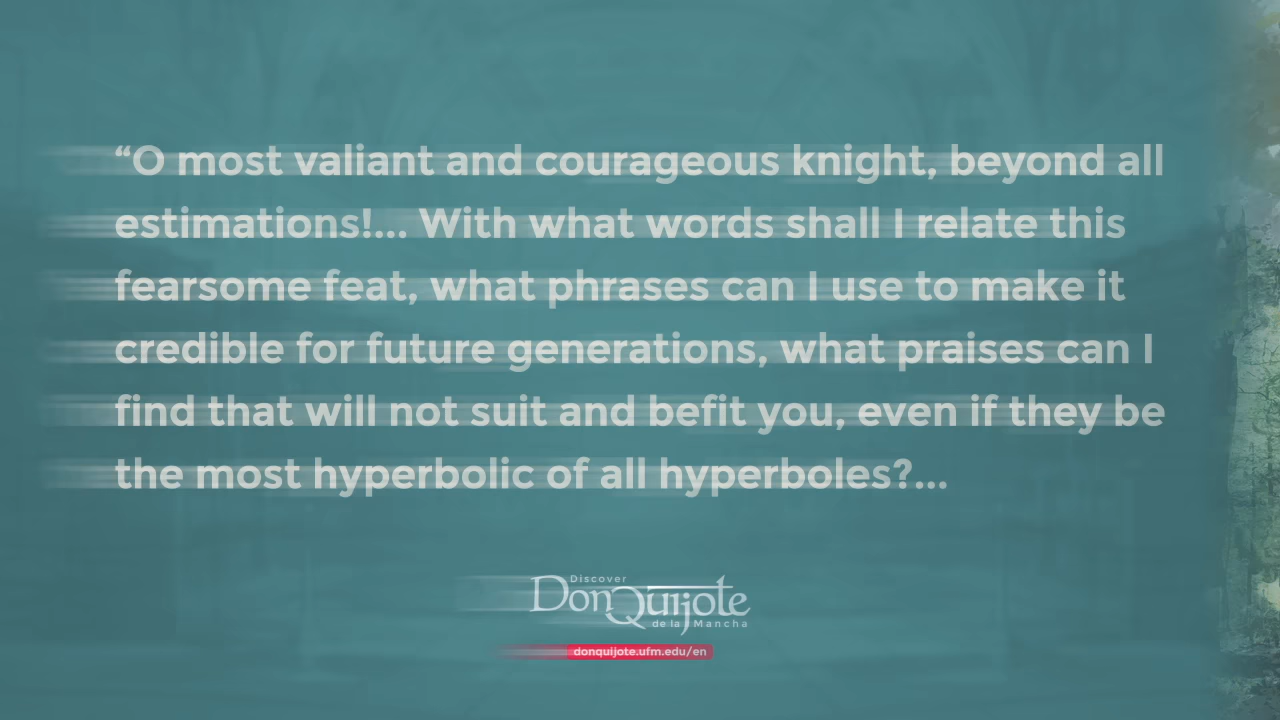 “O most valiant and courageous knight, beyond all
estimations!... With what words shall I relate this
fearsome feat, what phrases can I use to make it
credible for future generations, what praises can I
find that will not suit and befit you, even if they be
the most hyperbolic of all hyperboles?...
Discover
Don Quijote
de la Mancha
donquijote.ufm.edu/en